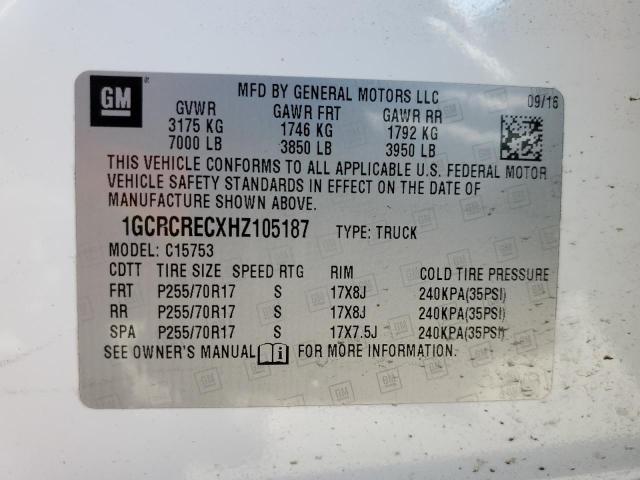 GM
MFD BY GENERAL MOTORS LLC 09/16
GVWR GAWR FRT GAWR RR
3175 KG 1746 KG 1792 KG
7000 LB 3850 LB 3950 LB
THIS VEHICLE CONFORMS TO ALL APPLICABLE U.S. FEDERAL MOTOR
VEHICLE SAFETY STANDARDS IN EFFECT ON THE DATE OF
MANUFACTURE SHOWN ABOVE.
1GCRCRECXHZ105187 TYPE: TRUCK
MODEL: C15753
CDTT TIRE SIZE SPEED RTG RIM COLD TIRE PRESSURE
FRT P255/70R17 S 17X8J 240KPA(35PSI)
RR P255/70R17 S 17X8J 240KPA(35PSI)
SPA P255/70R17 S 17X7.5J 240KPA(35PSI)
SEE OWNER'S MANUAL i FOR MORE INFORMATION.